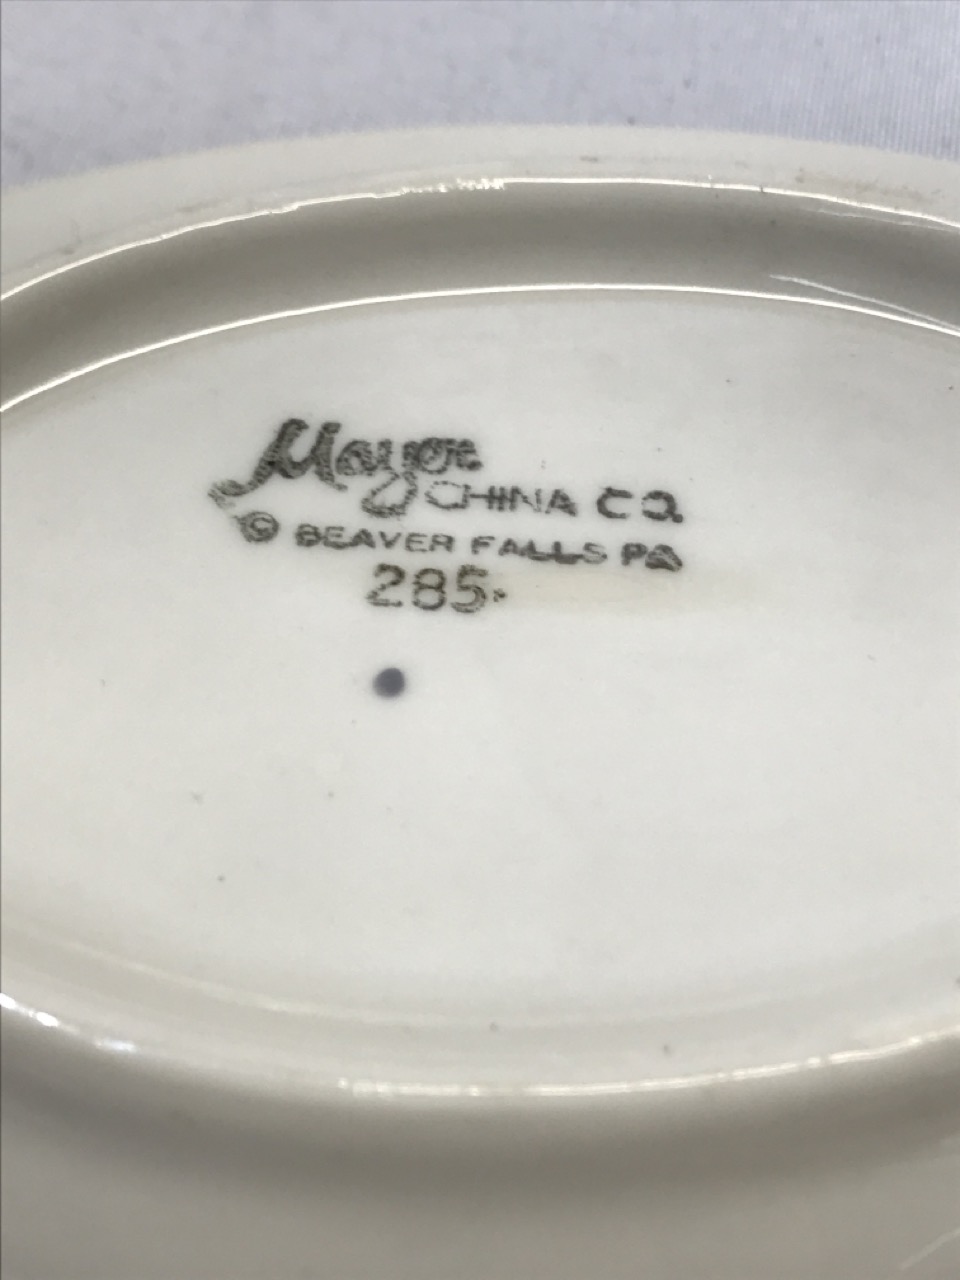 Mayer
CHINA CO.
© BEAVER FALLS PA
285.